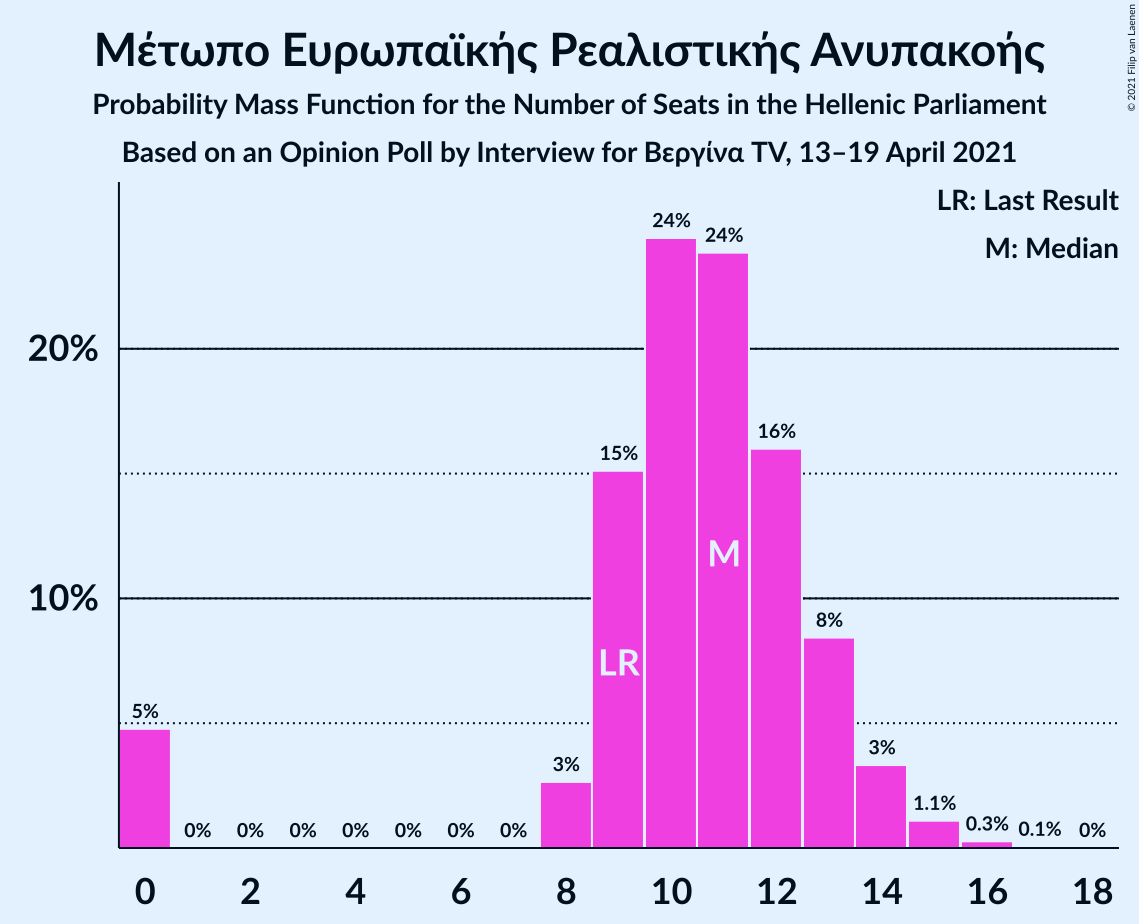 © 2021 Filip van Laenen
Μέτωπο Ευρωπαϊκής Ρεαλιστικής Ανυπακοής
Probability Mass Function for the Number of Seats in the Hellenic Parliament
Based on an Opinion Poll by Interview for Βεργίνα TV, 13–19 April 2021
LR: Last Result
M: Median
20%
10%
5%
0%
0%
0%
0%
0%
0%
0%
3%
15%
24%
24%
16%
8%
3%
1.1%
0.3%
0.1%
0%
LR
M
0 2 4 6 8 10 12 14 16 18